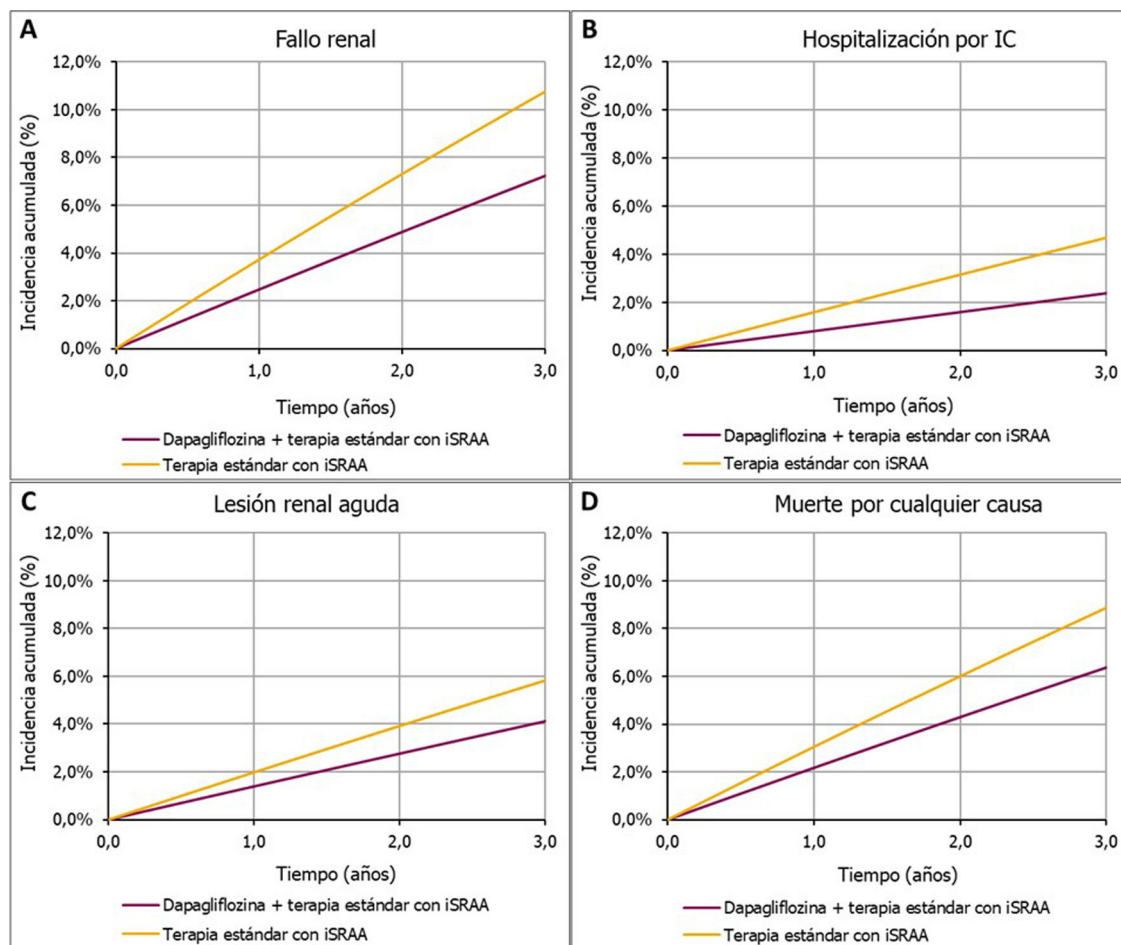 A
Fallo renal
Incidencia acumulada (%)
12,0%
10,0%
8,0%
6,0%
4,0%
2,0%
0,0%
0,0 1,0 2,0 3,0
Tiempo (años)
Dapagliflozina + terapia estándar con iSRAA
Terapia estándar con iSRAA
B
Hospitalización por IC
Incidencia acumulada (%)
12,0%
10,0%
8,0%
6,0%
4,0%
2,0%
0,0%
0,0 1,0 2,0 3,0
Tiempo (años)
Dapagliflozina + terapia estándar con iSRAA
Terapia estándar con iSRAA
C
Lesión renal aguda
Incidencia acumulada (%)
12,0%
10,0%
8,0%
6,0%
4,0%
2,0%
0,0%
0,0 1,0 2,0 3,0
Tiempo (años)
Dapagliflozina + terapia estándar con iSRAA
Terapia estándar con iSRAA
D
Muerte por cualquier causa
Incidencia acumulada (%)
12,0%
10,0%
8,0%
6,0%
4,0%
2,0%
0,0%
0,0 1,0 2,0 3,0
Tiempo (años)
Dapagliflozina + terapia estándar con iSRAA
Terapia estándar con iSRAA